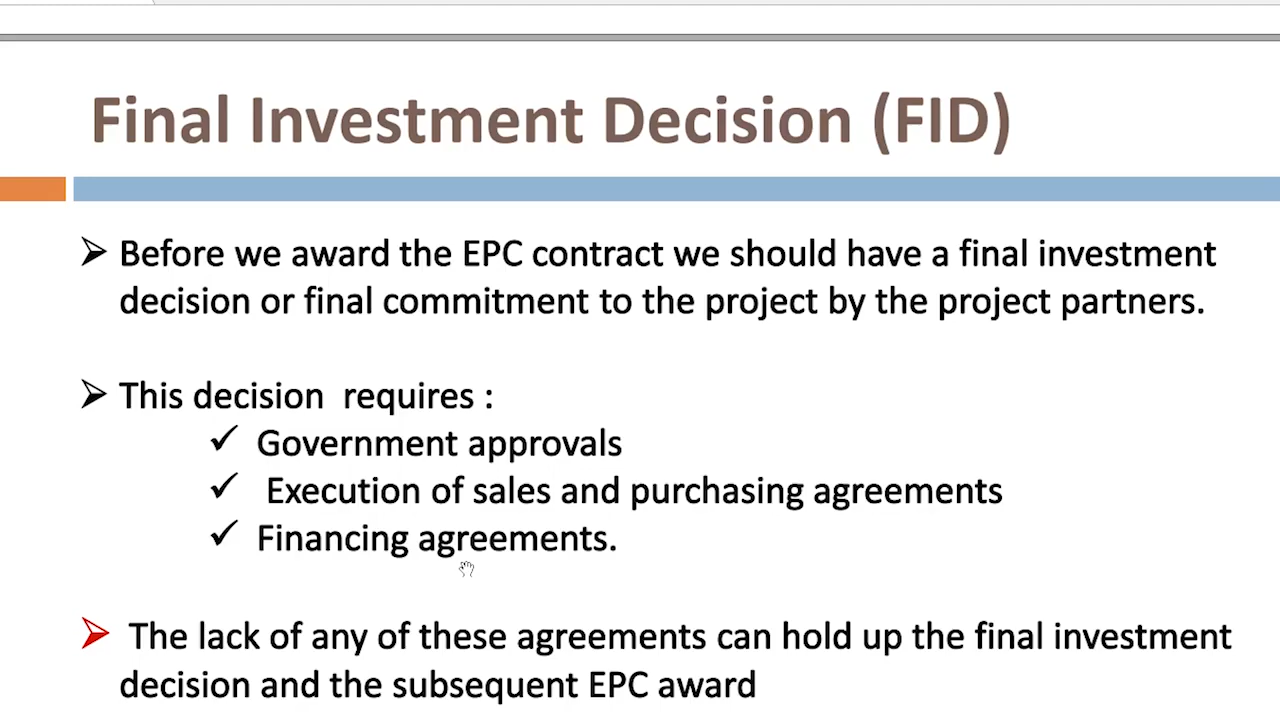 Final Investment Decision (FID)
Before we award the EPC contract we should have a final investment
decision or final commitment to the project by the project partners.
This decision  requires :
Government approvals
Execution of sales and purchasing agreements
Financing agreements.
The lack of any of these agreements can hold up the final investment
decision and the subsequent EPC award